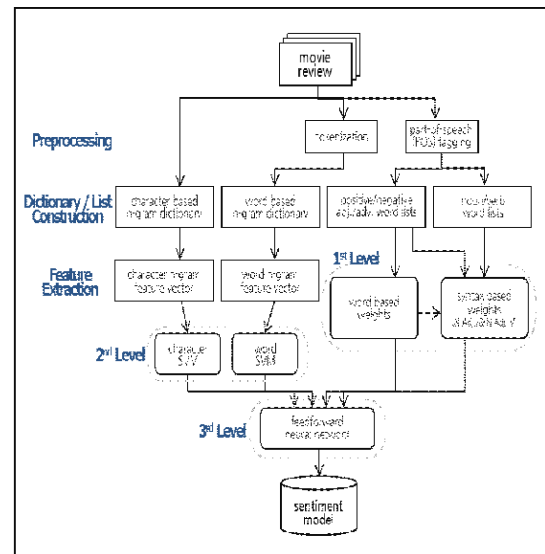 movie
review
Preprocessing
tokenization
part-of-speech
(POS) tagging
Dictionary / List
Construction
character based
n-gram dictionary
word based
n-gram dictionary
positive/negative
adj./adv. word lists
noun/verb
word lists
1st Level
Feature
Extraction
character n-gram
feature vector
word n-gram
feature vector
word based
weights
syntax based
weights
2nd Level
character
SVM
word
SVM
3rd Level
feedforward
neural network
sentiment
model